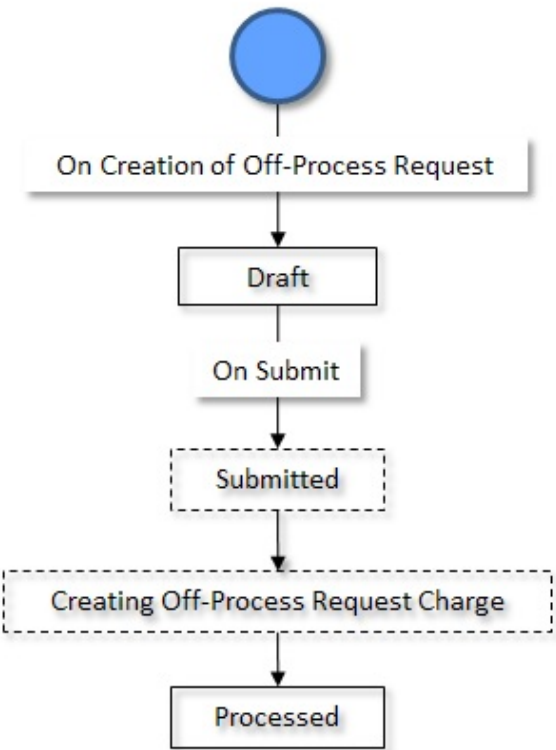 On Creation of Off-Process Request
Draft
On Submit
Submitted
Creating Off-Process Request Charge
Processed